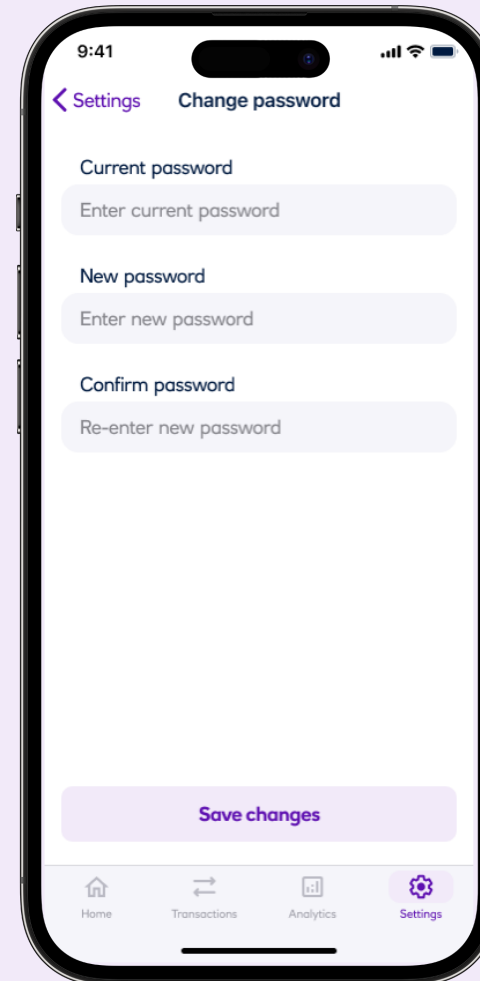 9:41
Settings Change password
Current password
Enter current password
New password
Enter new password
Confirm password
Re-enter new password
Save changes
Home Transactions Analytics Settings